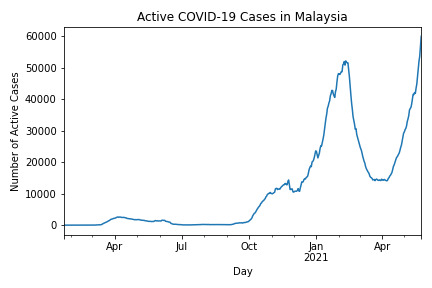 Active COVID-19 Cases in Malaysia
60000
50000
40000
30000
20000
10000
0
Number of Active Cases
Apr
Jul
Oct
Jan
2021
Apr
Day